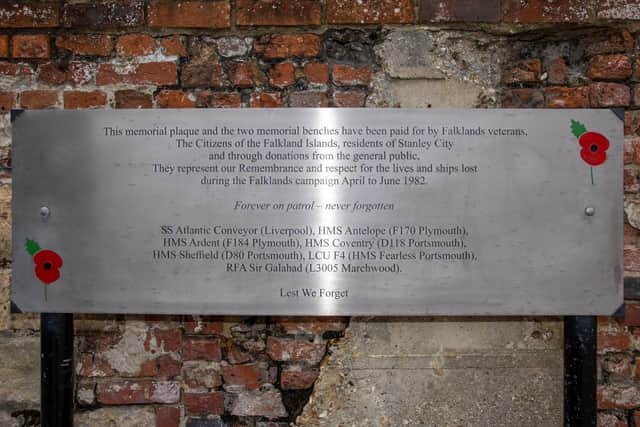 This memorial plaque and the two memorial benches have been paid for by Falklands veterans,
The Citizens of the Falkland Islands, residents of Stanley City
and through donations from the general public.
They represent our Remembrance and respect for the lives and ships lost
during the Falklands campaign April to June 1982.
Forever on patrol – never forgotten
SS Atlantic Conveyor (Liverpool), HMS Antelope (F170 Plymouth),
HMS Ardent (F184 Plymouth), HMS Coventry (D118 Portsmouth),
HMS Sheffield (D80 Portsmouth), LCU F4 (HMS Fearless Portsmouth),
RFA Sir Galahad (L3005 Marchwood).
Lest We Forget